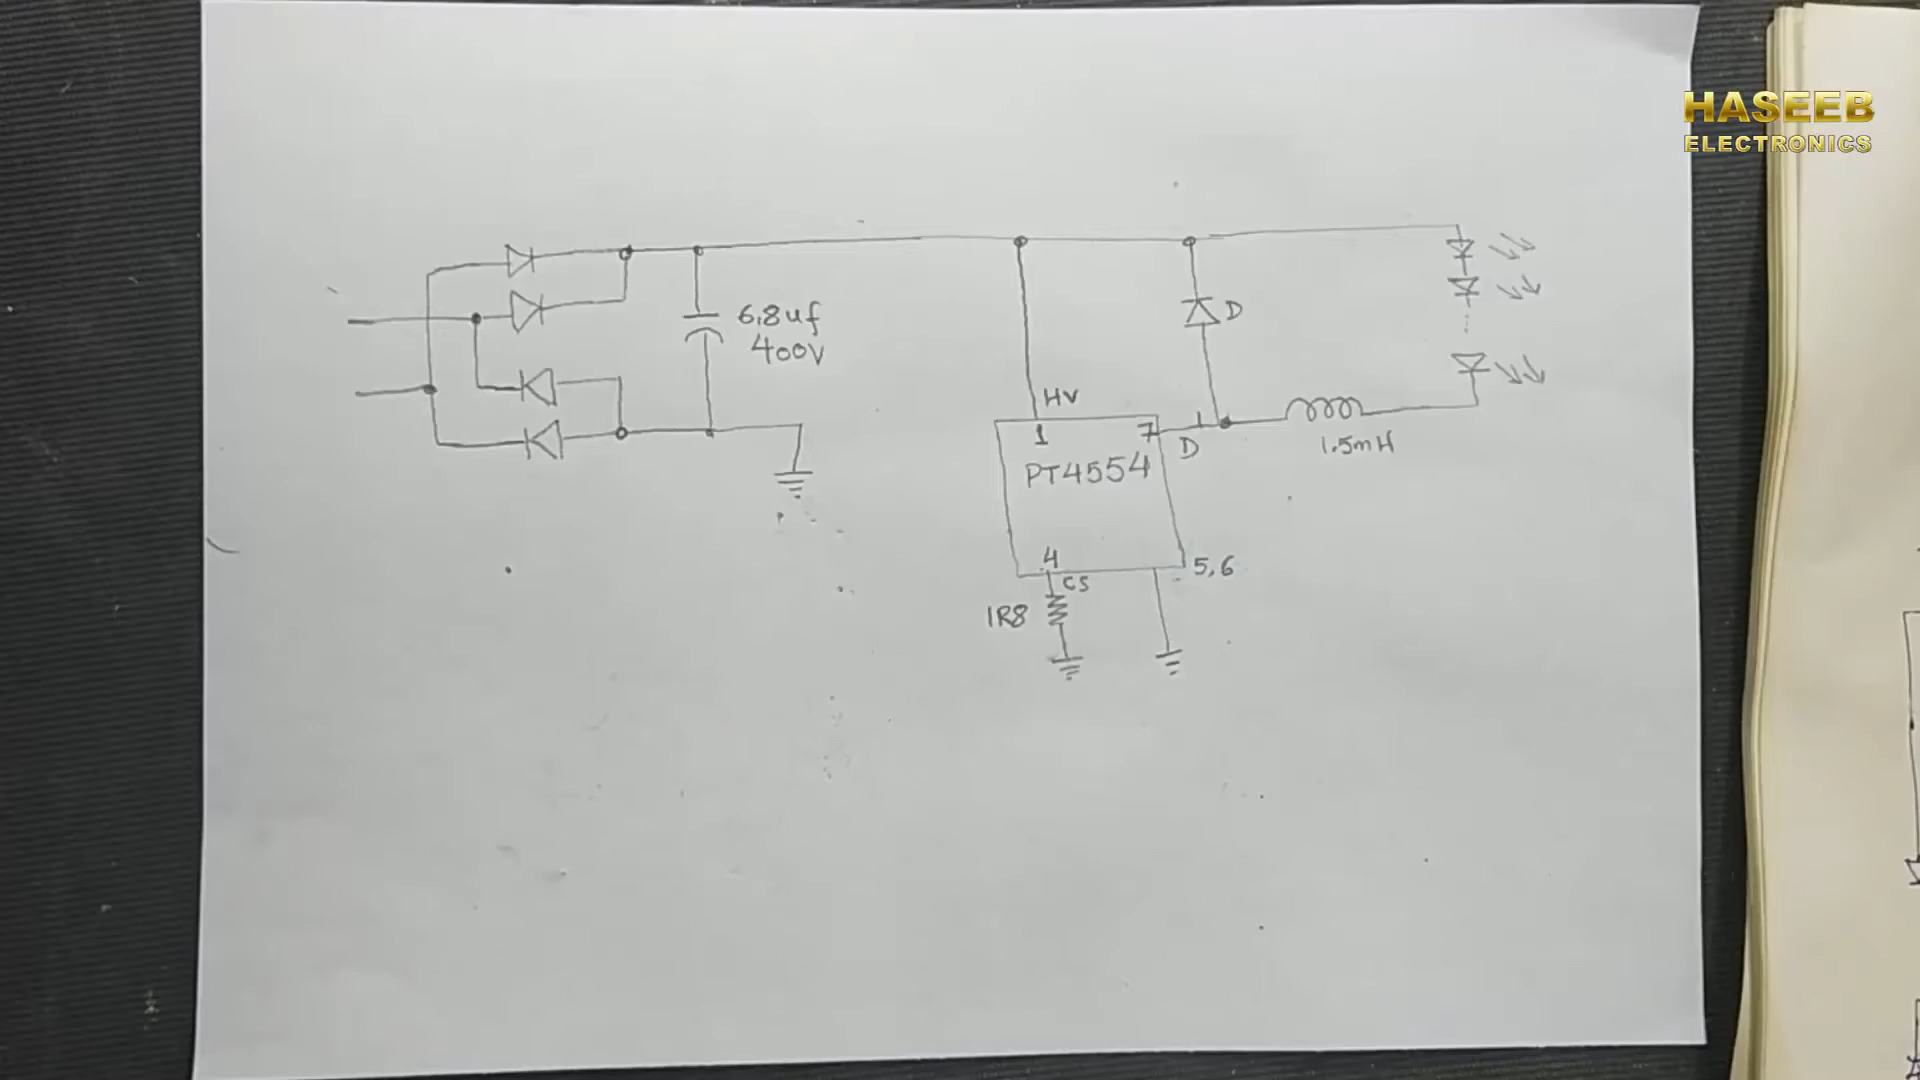 HASEEB
ELECTRONICS
6.8uf
400V
D
HV
1
7
D
1.5mH
PT4554
4
CS
5,6
1R8